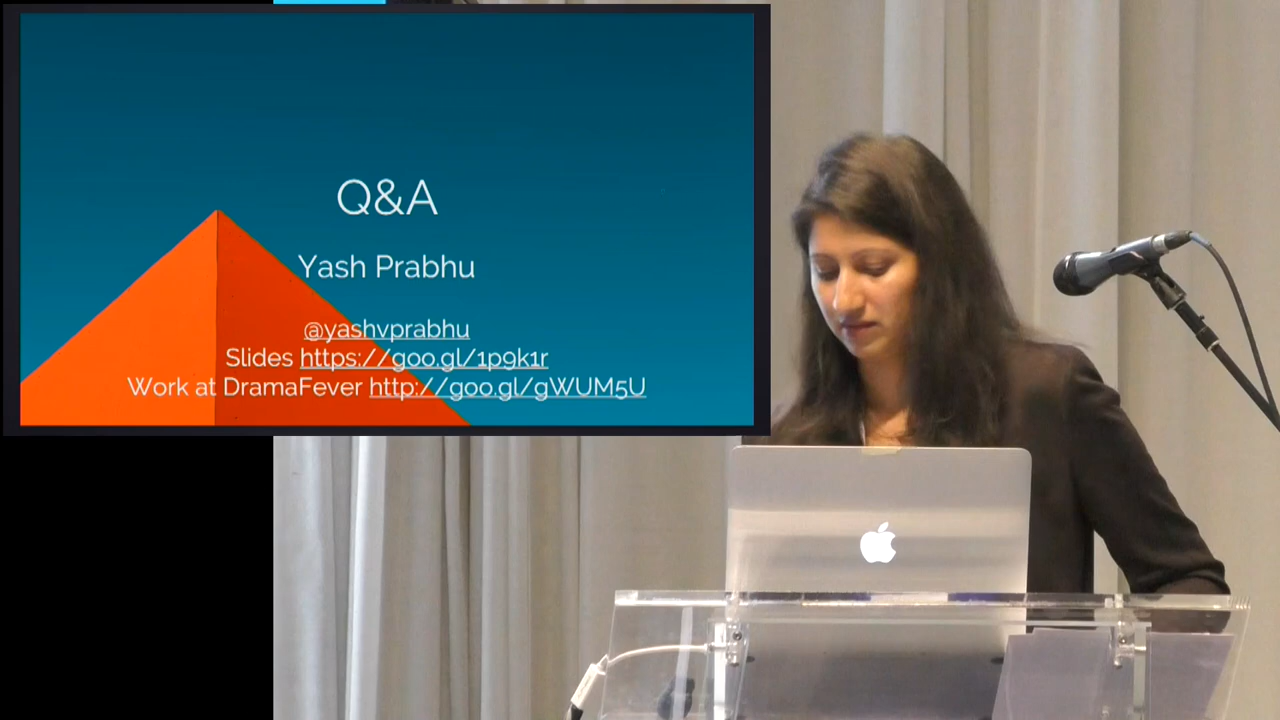 Q&A
Yash Prabhu
@yashvprabhu
Slides https://goo.gl/1p9k1r
Work at DramaFever http://goo.gl/gWUM5U